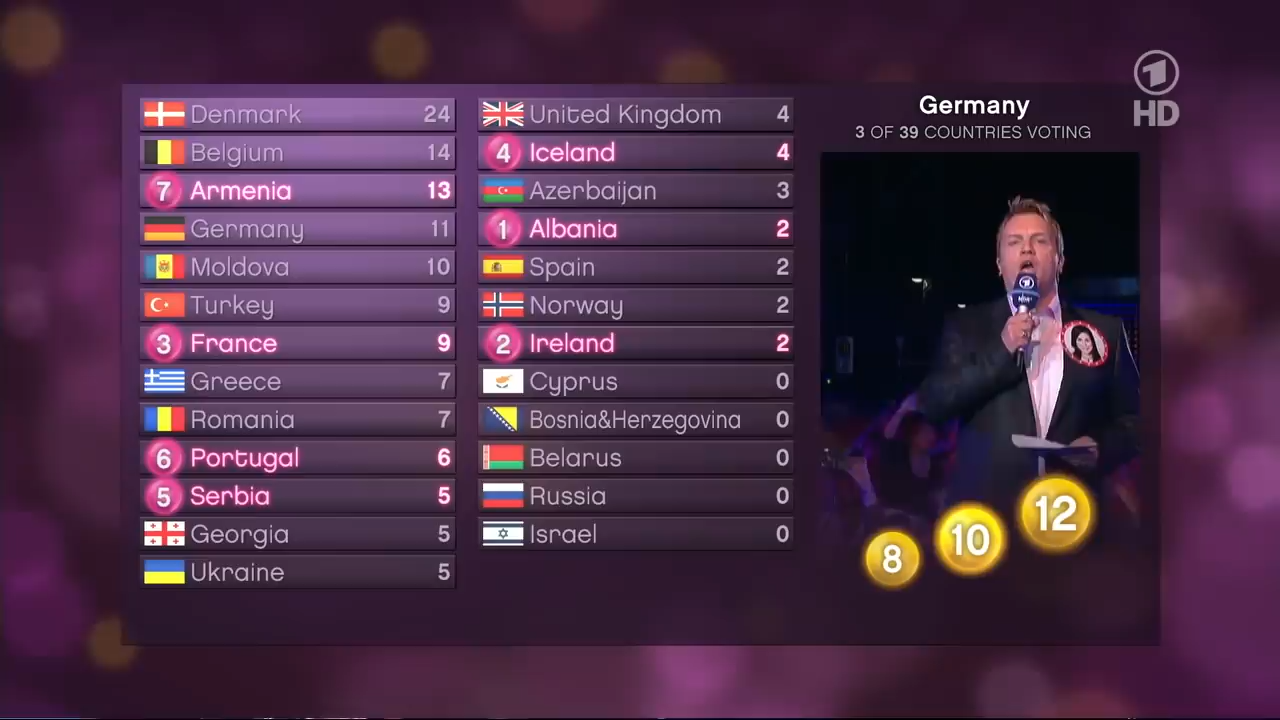 Denmark 24
Belgium 14
7 Armenia 13
Germany 11
Moldova 10
Turkey 9
3 France 9
Greece 7
Romania 7
6 Portugal 6
5 Serbia 5
Georgia 5
Ukraine 5
United Kingdom 4
4 Iceland 4
Azerbaijan 3
1 Albania 2
Spain 2
Norway 2
2 Ireland 2
Cyprus 0
Bosnia&Herzegovina 0
Belarus 0
Russia 0
Israel 0
Germany
3 OF 39 COUNTRIES VOTING
1
HD
8 10 12